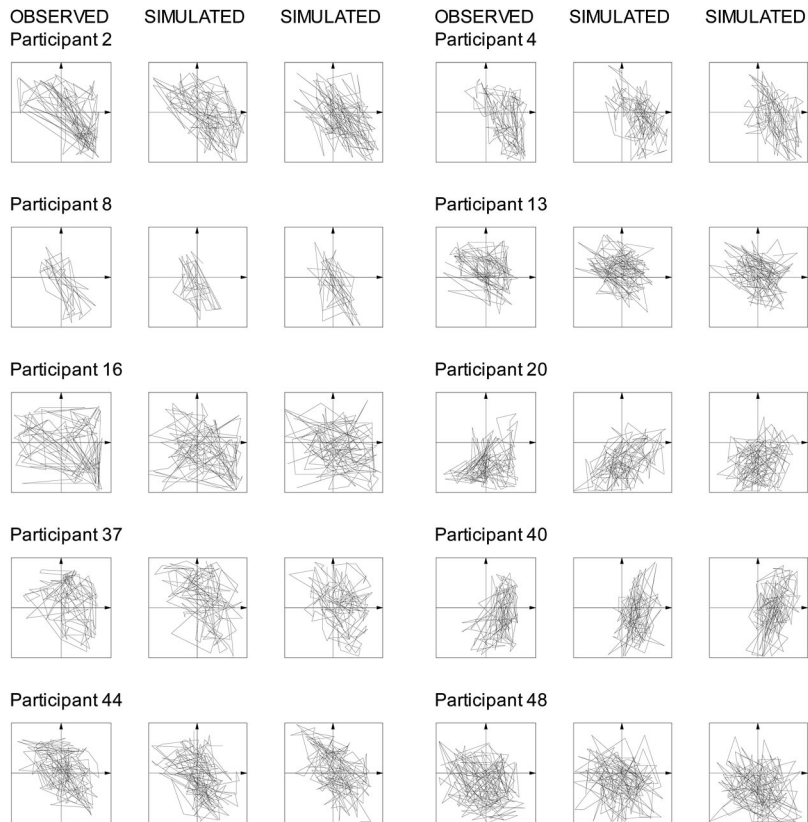 OBSERVED SIMULATED SIMULATED OBSERVED SIMULATED SIMULATED
Participant 2 Participant 4
Participant 8 Participant 13
Participant 16 Participant 20
Participant 37 Participant 40
Participant 44 Participant 48